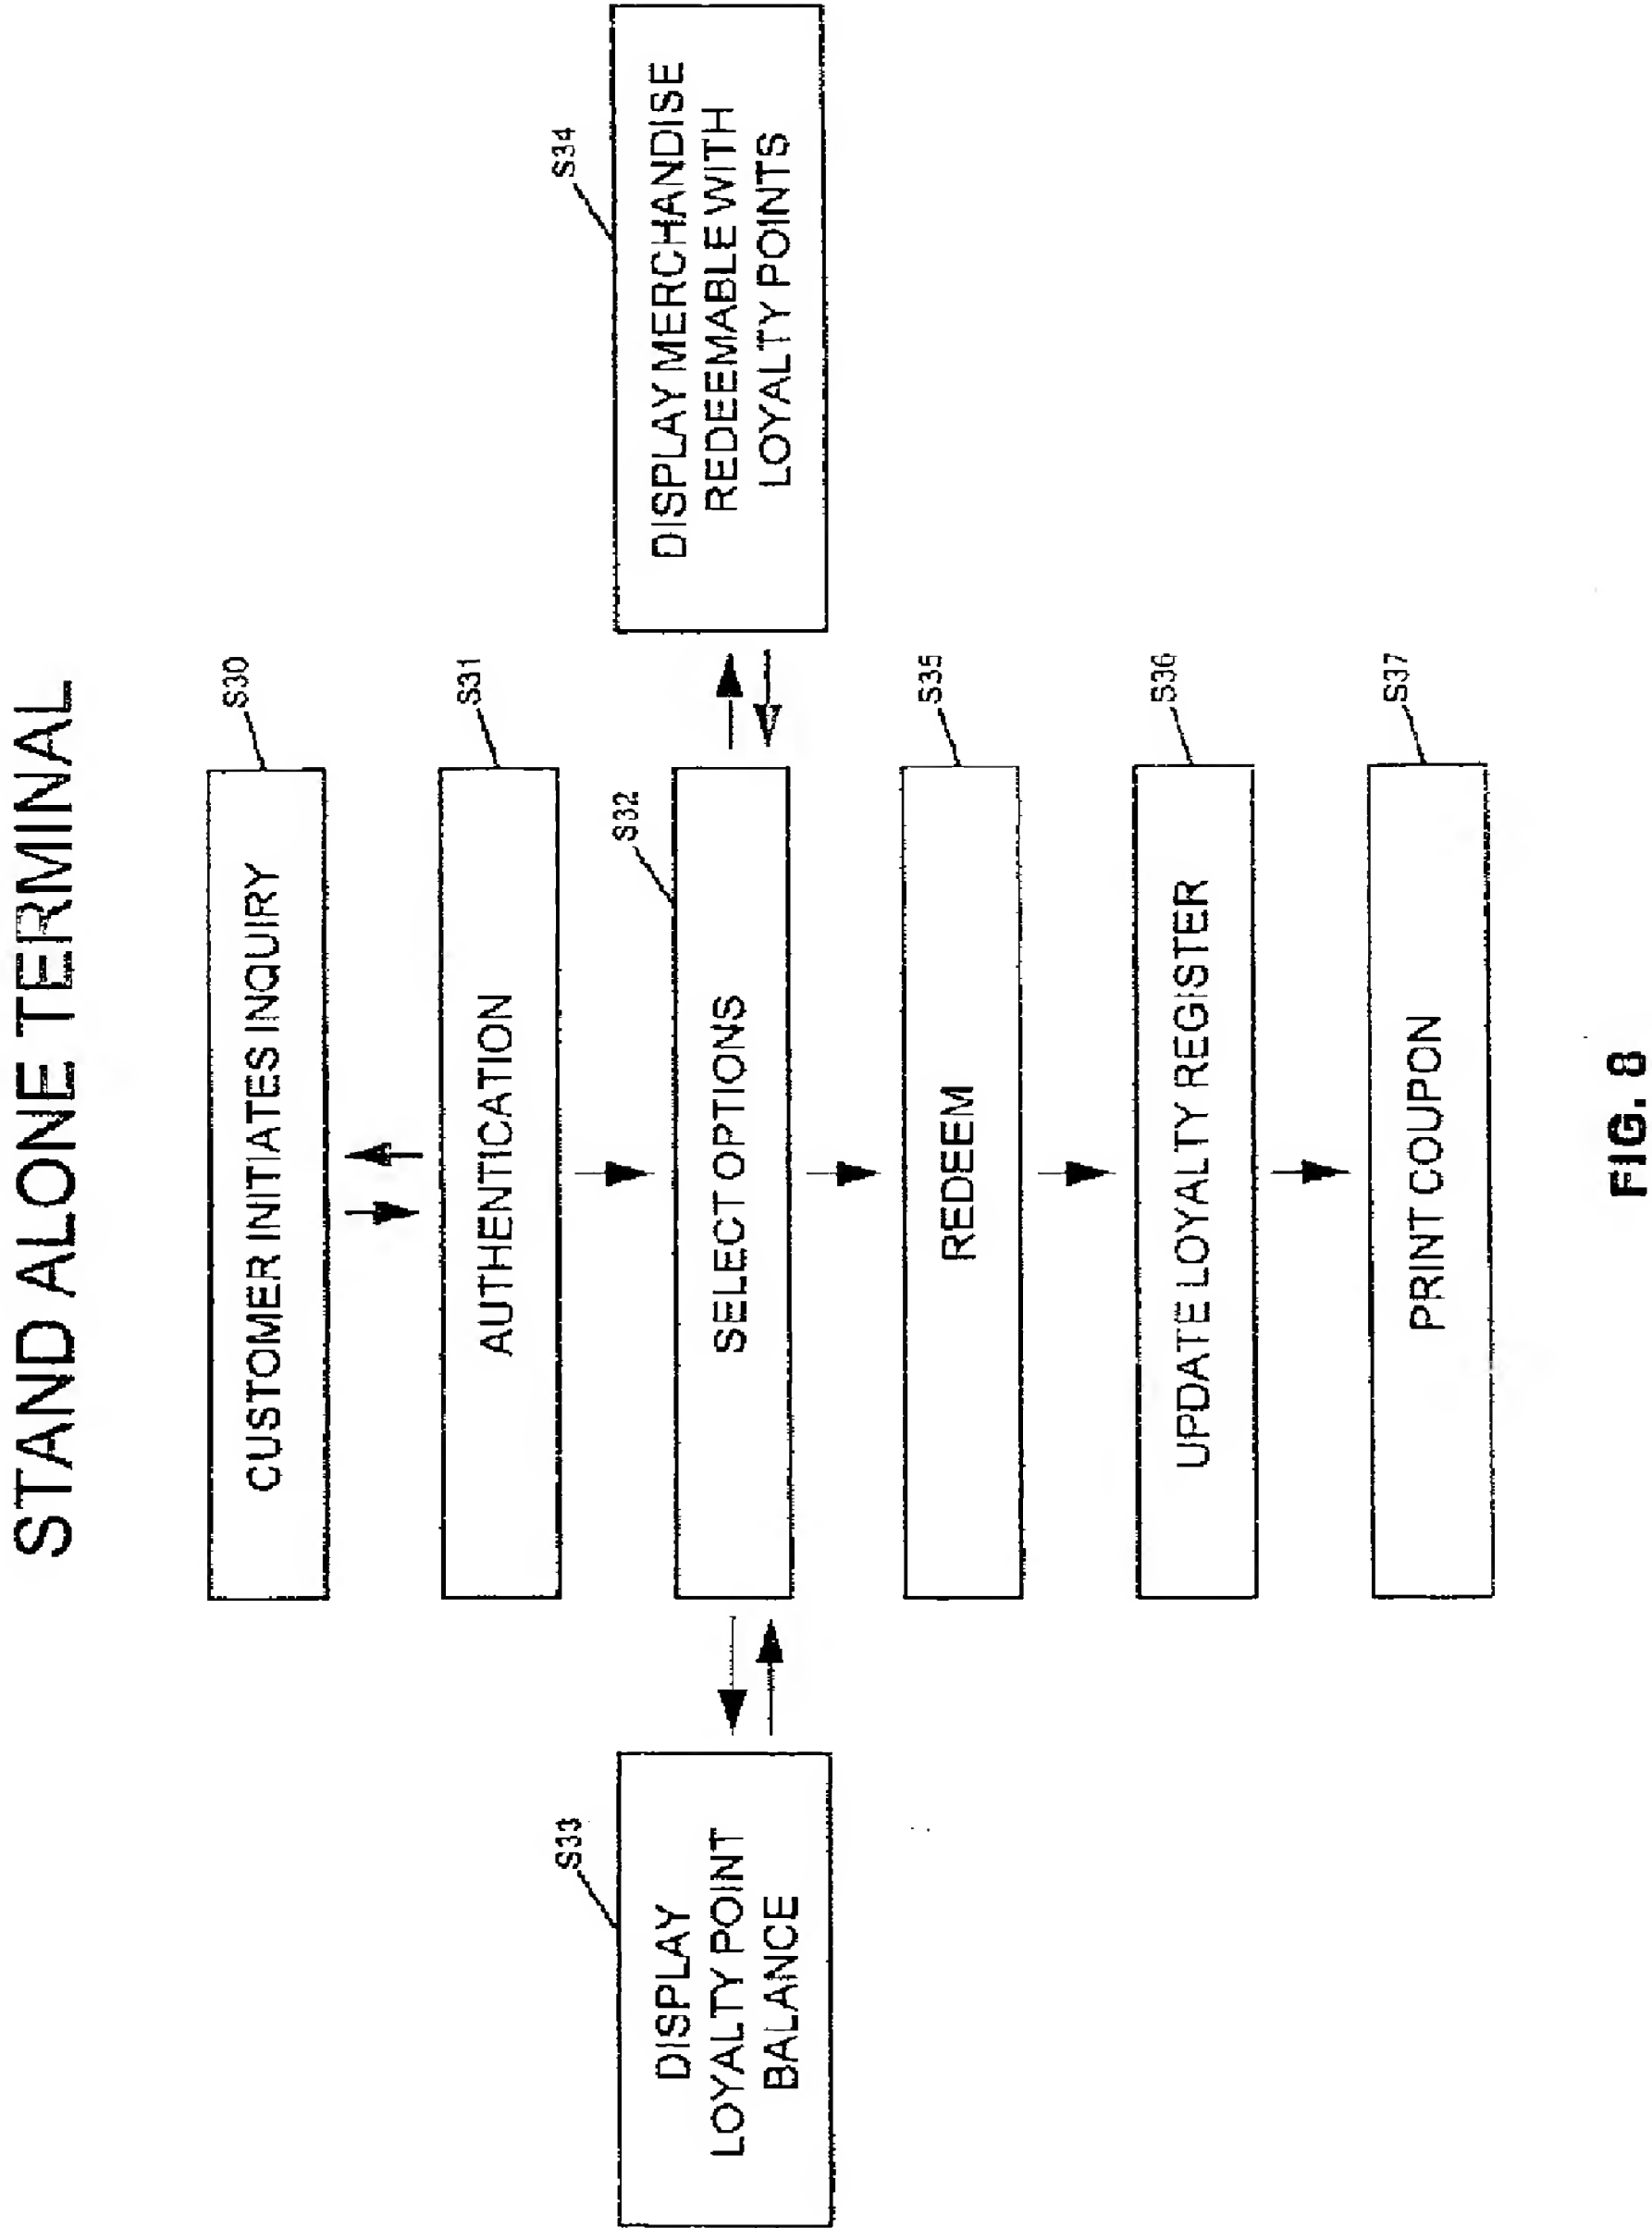 STAND ALONE TERMINAL
S30
CUSTOMER INITIATES INQUIRY
S31
AUTHENTICATION
S32
SELECT OPTIONS
S33
DISPLAY
LOYALTY POINT
BALANCE
S34
DISPLAY MERCHANDISE
REDEEMABLE WITH
LOYALTY POINTS
S35
REDEEM
S36
UPDATE LOYALTY REGISTER
S37
PRINT COUPON
FIG. 8